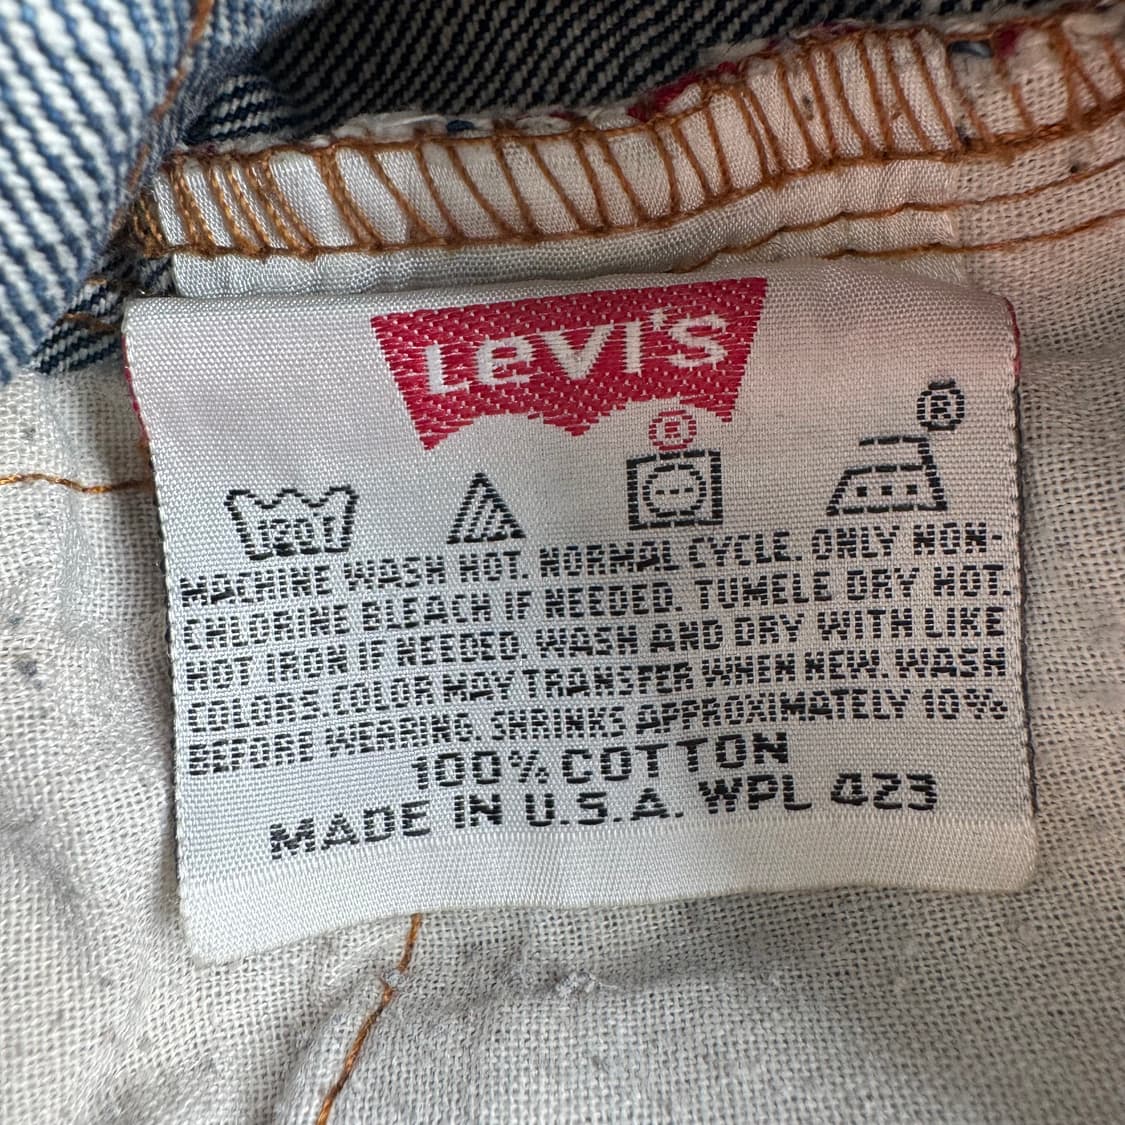 LEVI'S
®
®
120T
MACHINE WASH HOT. NORMAL CYCLE. ONLY NON-
CHLORINE BLEACH IF NEEDED. TUMBLE DRY HOT.
HOT IRON IF NEEDED. WASH AND DRY WITH LIKE
COLORS. COLOR MAY TRANSFER WHEN NEW. WASH
BEFORE WEARING. SHRINKS APPROXIMATELY 10%
100% COTTON
MADE IN U.S.A. WPL 423